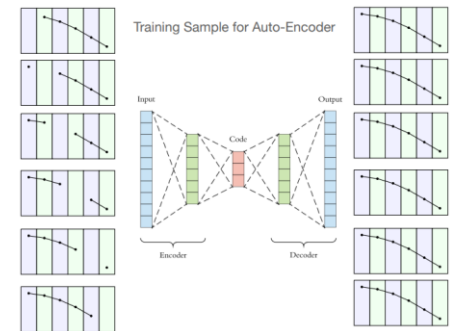 Training Sample for Auto-Encoder
Input
Output
Code
Encoder
Decoder